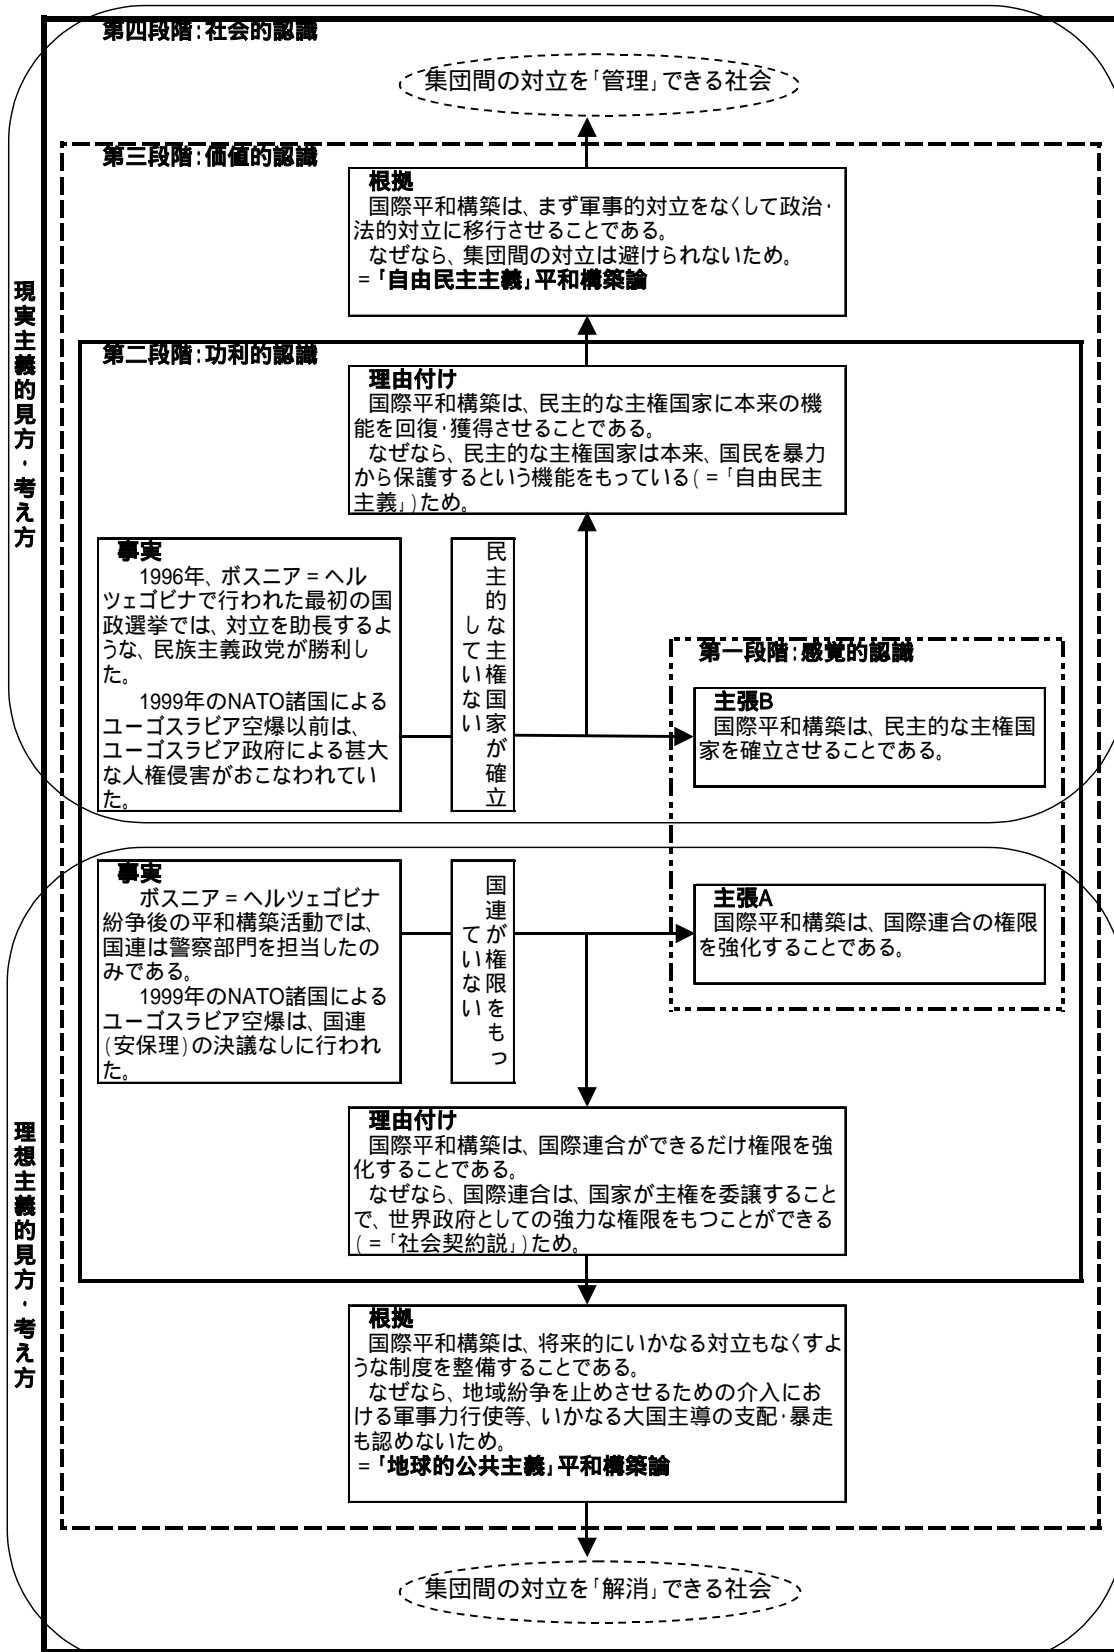 第四段階:社会的認識
集団間の対立を「管理」できる社会
第三段階:価値的認識
根拠
国際平和構築は、まず軍事的対立をなくして政治・
法的対立に移行させることである。
なぜなら、集団間の対立は避けられないため。
=「自由民主主義」平和構築論
現実主義的見方・考え方
第二段階:功利的認識
理由付け
国際平和構築は、民主的な主権国家に本来の機
能を回復・獲得させることである。
なぜなら、民主的な主権国家は本来、国民を暴力
から保護するという機能をもっている(=「自由民主
主義」)ため。
事実
1996年、ボスニア=ヘル
ツェゴビナで行われた最初の国
政選挙では、対立を助長するよ
うな、民族主義政党が勝利し
た。
1999年のNATO諸国による
ユーゴスラビア空爆以前は、
ユーゴスラビア政府による甚大
な人権侵害がおこなわれてい
た。
民主的な主権国家が確立
していない
第一段階:感覚的認識
主張B
国際平和構築は、民主的な主権国
家を確立させることである。
事実
ボスニア=ヘルツェゴビナ
紛争後の平和構築活動では、
国連は警察部門を担当したの
みである。
1999年のNATO諸国による
ユーゴスラビア空爆は、国連
(安保理)の決議なしに行われ
た。
国連が権限をもっ
ていない
主張A
国際平和構築は、国際連合の権限
を強化することである。
理想主義的見方・考え方
理由付け
国際平和構築は、国際連合ができるだけ権限を強
化することである。
なぜなら、国際連合は、国家が主権を委譲すること
で、世界政府としての強力な権限をもつことができる
(=「社会契約説」)ため。
根拠
国際平和構築は、将来的にいかなる対立もなくすよ
うな制度を整備することである。
なぜなら、地域紛争を止めさせるための介入にお
ける軍事力行使等、いかなる大国主導の支配・暴走
も認めないため。
=「地球的公共主義」平和構築論
集団間の対立を「解消」できる社会